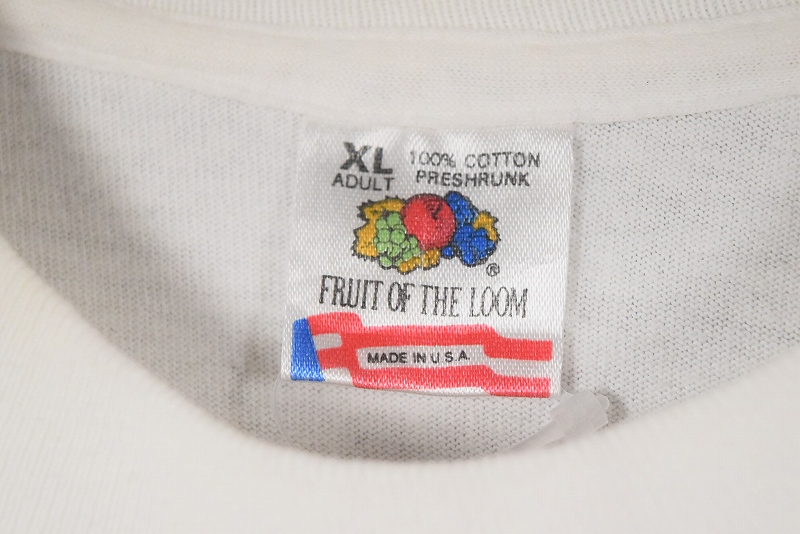 XL 100% COTTON
ADULT PRESHRUNK
®
FRUIT OF THE LOOM
MADE IN U.S.A.